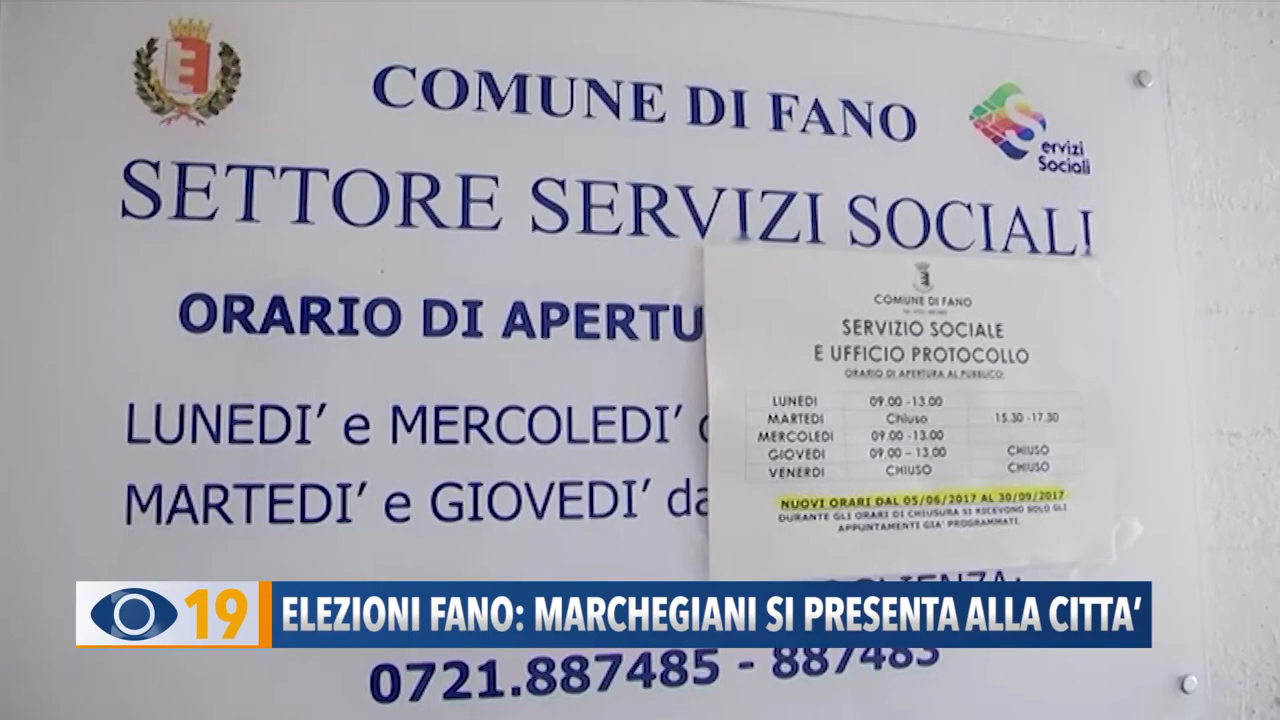 COMUNE DI FANO
Servizi
Sociali
SETTORE SERVIZI SOCIALI
ORARIO DI APERTU
LUNEDI’ e MERCOLEDI’ d
MARTEDI’ e GIOVEDI’ da
COMUNE DI FANO
SERVIZIO SOCIALE
E UFFICIO PROTOCOLLO
ORARIO DI APERTURA AL PUBBLICO
LUNEDI 09.00 -13.00
MARTEDI Chiuso 15.30 -17.30
MERCOLEDI 09.00 -13.00
GIOVEDI 09.00 – 13.00 CHIUSO
VENERDI CHIUSO CHIUSO
NUOVI ORARI DAL 05/06/2017 AL 30/09/2017
DURANTE GLI ORARI DI CHIUSURA SI RICEVONO SOLO GLI
APPUNTAMENTI GIA’ PROGRAMMATI.
19 ELEZIONI FANO: MARCHEGIANI SI PRESENTA ALLA CITTA’
0721.887485 - 887483